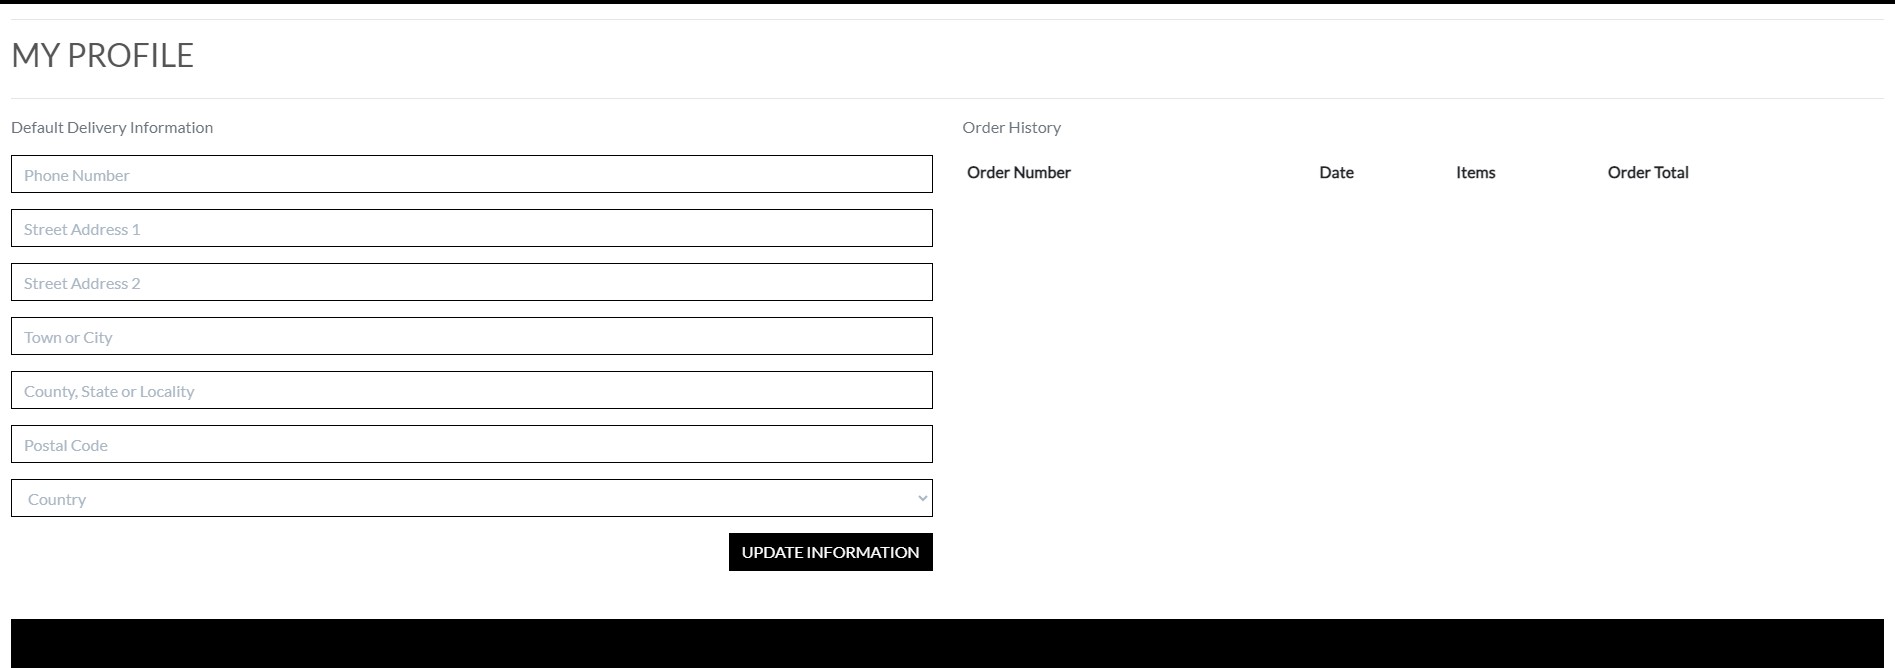 MY PROFILE
Default Delivery Information
Phone Number
Street Address 1
Street Address 2
Town or City
County, State or Locality
Postal Code
Country
UPDATE INFORMATION
Order History
Order Number Date Items Order Total